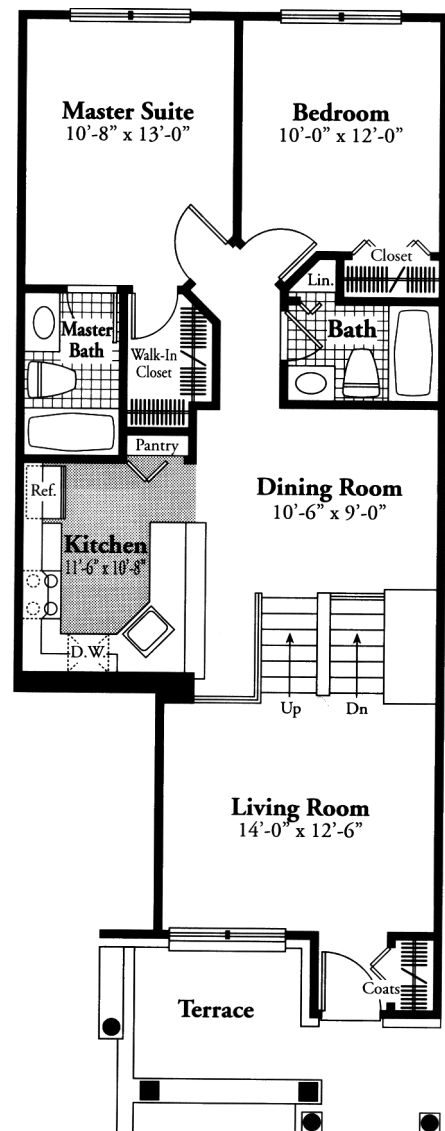 Master Suite
10'-8" x 13'-0"
Bedroom
10'-0" x 12'-0"
Closet
Lin.
Master
Bath
Walk-In
Closet
Bath
Pantry
Ref.
Kitchen
11'-6" x 10'-8"
Dining Room
10'-6" x 9'-0"
D.W.
Up
Dn
Living Room
14'-0" x 12'-6"
Coats
Terrace